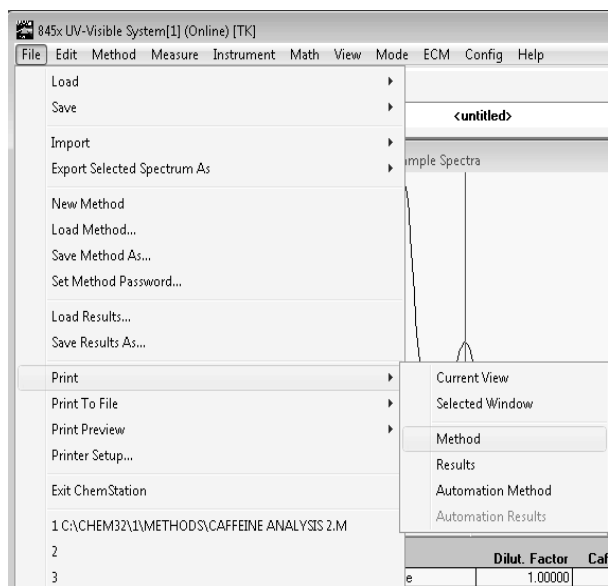 845x UV-Visible System[1] (Online) [TK]
File Edit Method Measure Instrument Math View Mode ECM Config Help
Load
Save
<untitled>
Import
Export Selected Spectrum As
mple Spectra
New Method
Load Method...
Save Method As...
Set Method Password...
Load Results...
Save Results As...
Print
Print To File
Print Preview
Printer Setup...
Current View
Selected Window
Method
Results
Automation Method
Automation Results
Exit ChemStation
1 C:\CHEM32\1\METHODS\CAFFEINE ANALYSIS 2.M
2
3
Dilut. Factor Caf
e 1.00000